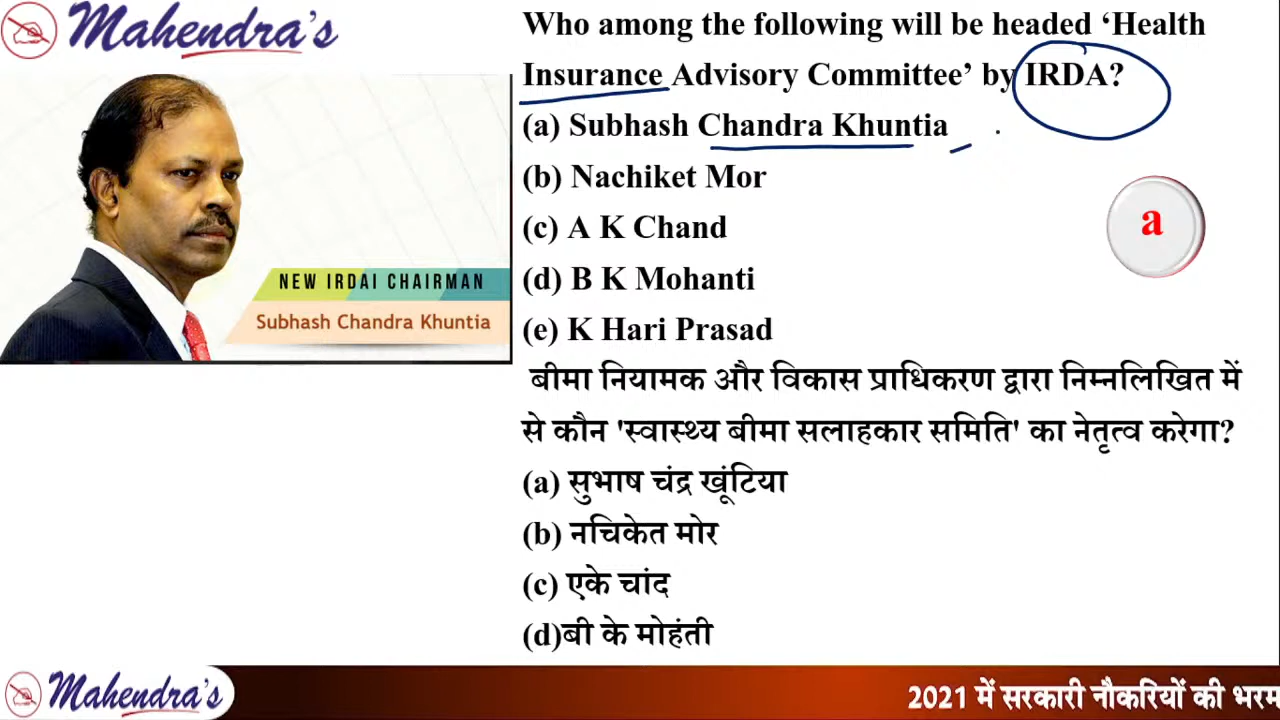 Mahendra's
Who among the following will be headed ‘Health
Insurance Advisory Committee’ by IRDA?
(a) Subhash Chandra Khuntia
(b) Nachiket Mor
(c) A K Chand
(d) B K Mohanti
(e) K Hari Prasad
a
NEW IRDAI CHAIRMAN
Subhash Chandra Khuntia
बीमा नियामक और विकास प्राधिकरण द्वारा निम्नलिखित में
से कौन 'स्वास्थ्य बीमा सलाहकार समिति' का नेतृत्व करेगा?
(a) सुभाष चंद्र खूंटिया
(b) नचिकेत मोर
(c) एके चांद
(d)बी के मोहंती
Mahendra's
2021 में सरकारी नौकरियों की भरम